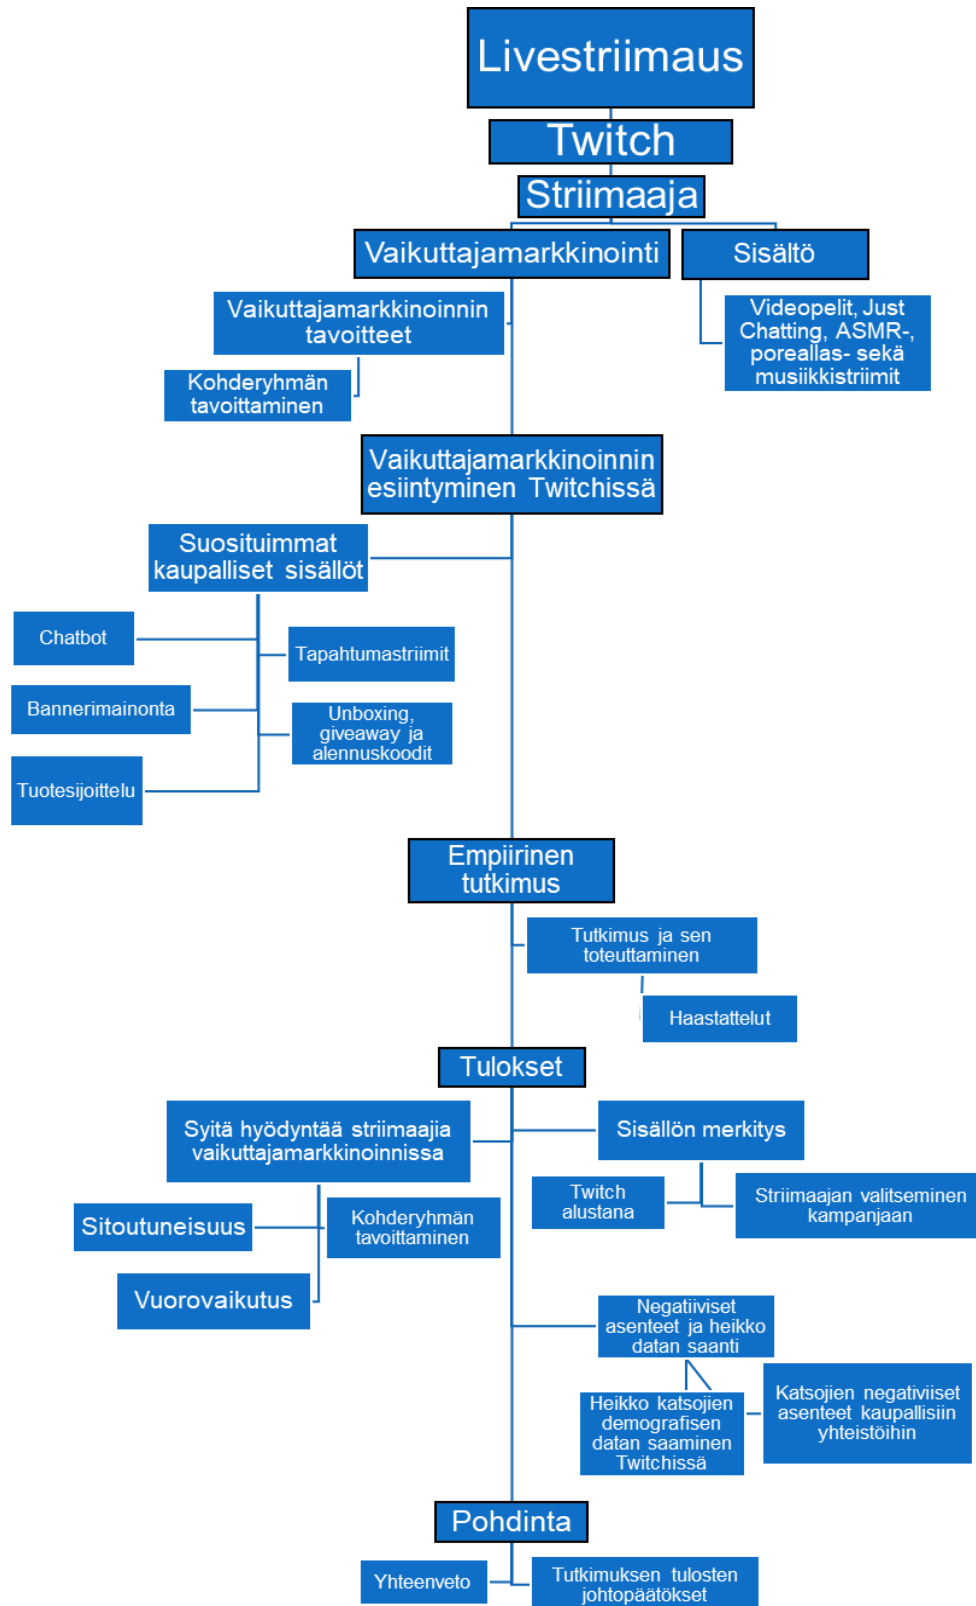 Livestriimaus
Twitch
Striimaaja
Vaikuttajamarkkinointi
Sisältö
Vaikuttajamarkkinoinnin
tavoitteet
Videopelit, Just
Chatting, ASMR-,
poreallas- sekä
musiikkistriimit
Kohderyhmän
tavoittaminen
Vaikuttajamarkkinoinnin
esiintyminen Twitchissä
Suosituimmat
kaupalliset sisällöt
Chatbot
Tapahtumastriimit
Bannerimainonta
Unboxing,
giveaway ja
alennuskoodit
Tuotesijoittelu
Empiirinen
tutkimus
Tutkimus ja sen
toteuttaminen
Haastattelut
Tulokset
Syitä hyödyntää striimaajia
vaikuttajamarkkinoinnissa
Sisällön merkitys
Sitoutuneisuus
Kohderyhmän
tavoittaminen
Twitch
alustana
Striimaajan valitseminen
kampanjaan
Vuorovaikutus
Negatiiviset
asenteet ja heikko
datan saanti
Heikko katsojien
demografisen
datan saaminen
Twitchissä
Katsojien negativiiset
asenteet kaupallisiin
yhteistöihin
Pohdinta
Yhteenveto
Tutkimuksen tulosten
johtopäätökset